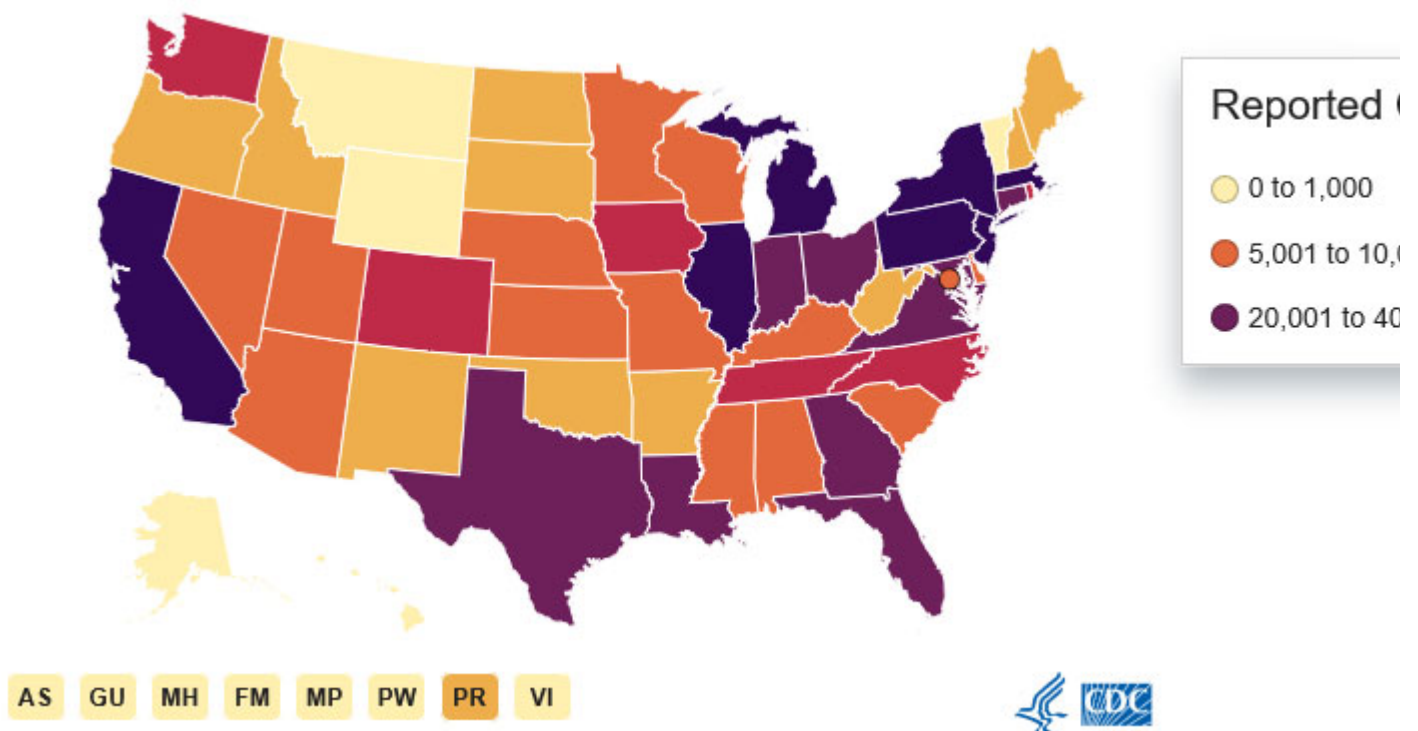 Reported
0 to 1,000
5,001 to 10,
20,001 to 40
AS GU MH FM MP PW PR VI
CDC